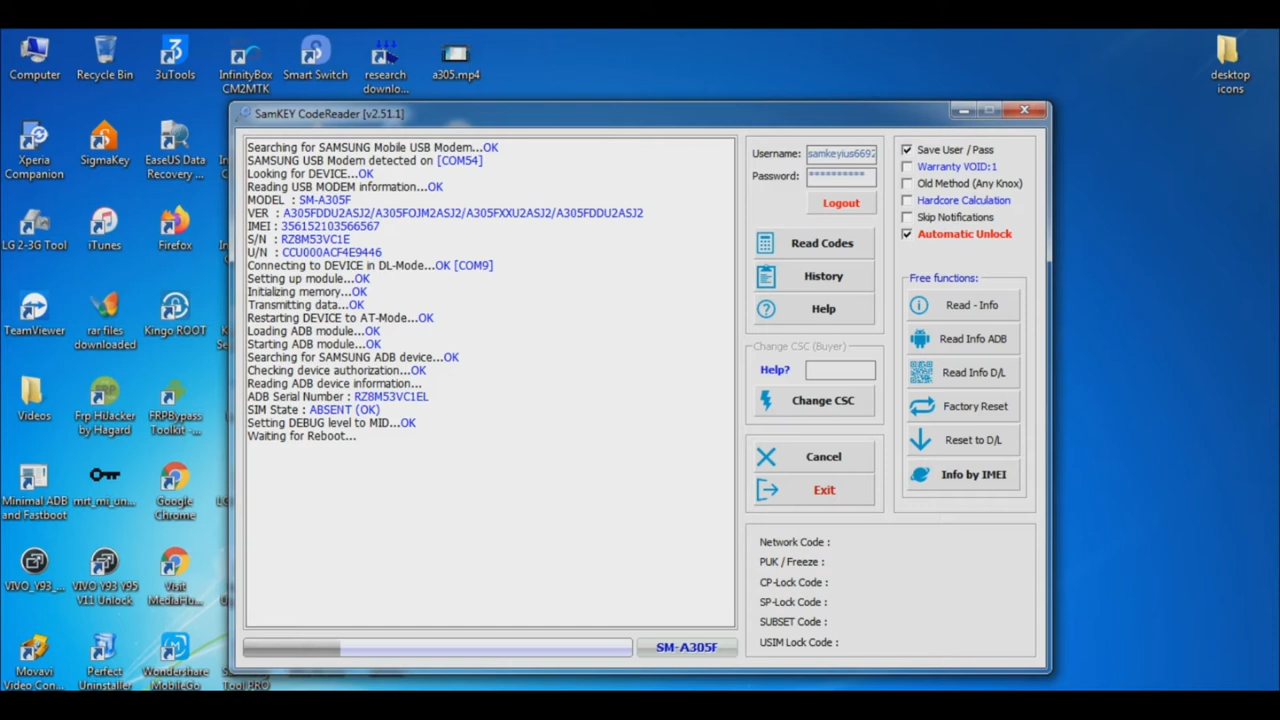 Computer
Recycle Bin
3uTools
InfinityBox
CM2MTK
Smart Switch
research
downlo...
a305.mp4
desktop
icons
Xperia
Companion
SigmaKey
EaseUS Data
Recovery ...
LG 2-3G Tool
iTunes
Firefox
TeamViewer
rar files
downloaded
Kingo ROOT
Videos
Frp HiJacker
by Hagard
FRPBypass
Toolkit -...
Minimal ADB
and Fastboot
mrt_mi_un...
Google
Chrome
VIVO_Y93_...
VIVO Y93 Y95
V11 Unlock
Visit
MediaHu...
Movavi
Video Con...
Perfect
Uninstaller
Wondershare
MobileGo
Tool PRO
SamKEY CodeReader [v2.51.1]
Searching for SAMSUNG Mobile USB Modem...OK
SAMSUNG USB Modem detected on [COM54]
Looking for DEVICE...OK
Reading USB MODEM information...OK
MODEL : SM-A305F
VER : A305FDDU2ASJ2/A305FOJM2ASJ2/A305FXXU2ASJ2/A305FDDU2ASJ2
IMEI : 356152103566567
S/N : RZ8M53VC1E
U/N : CCU000ACF4E9446
Connecting to DEVICE in DL-Mode...OK [COM9]
Setting up module...OK
Initializing memory...OK
Transmitting data...OK
Restarting DEVICE to AT-Mode...OK
Loading ADB module...OK
Starting ADB module...OK
Searching for SAMSUNG ADB device...OK
Checking device authorization...OK
Reading ADB device information...
ADB Serial Number : RZ8M53VC1EL
SIM State : ABSENT (OK)
Setting DEBUG level to MID...OK
Waiting for Reboot...
SM-A305F
Username: samkeyius6692
Password: **********
Logout
Read Codes
History
Help
Change CSC (Buyer)
Help?
Change CSC
Cancel
Exit
Save User / Pass
Warranty VOID:1
Old Method (Any Knox)
Hardcore Calculation
Skip Notifications
Automatic Unlock
Free functions:
Read - Info
Read Info ADB
Read Info D/L
Factory Reset
Reset to D/L
Info by IMEI
Network Code :
PUK / Freeze :
CP-Lock Code :
SP-Lock Code :
SUBSET Code :
USIM Lock Code :